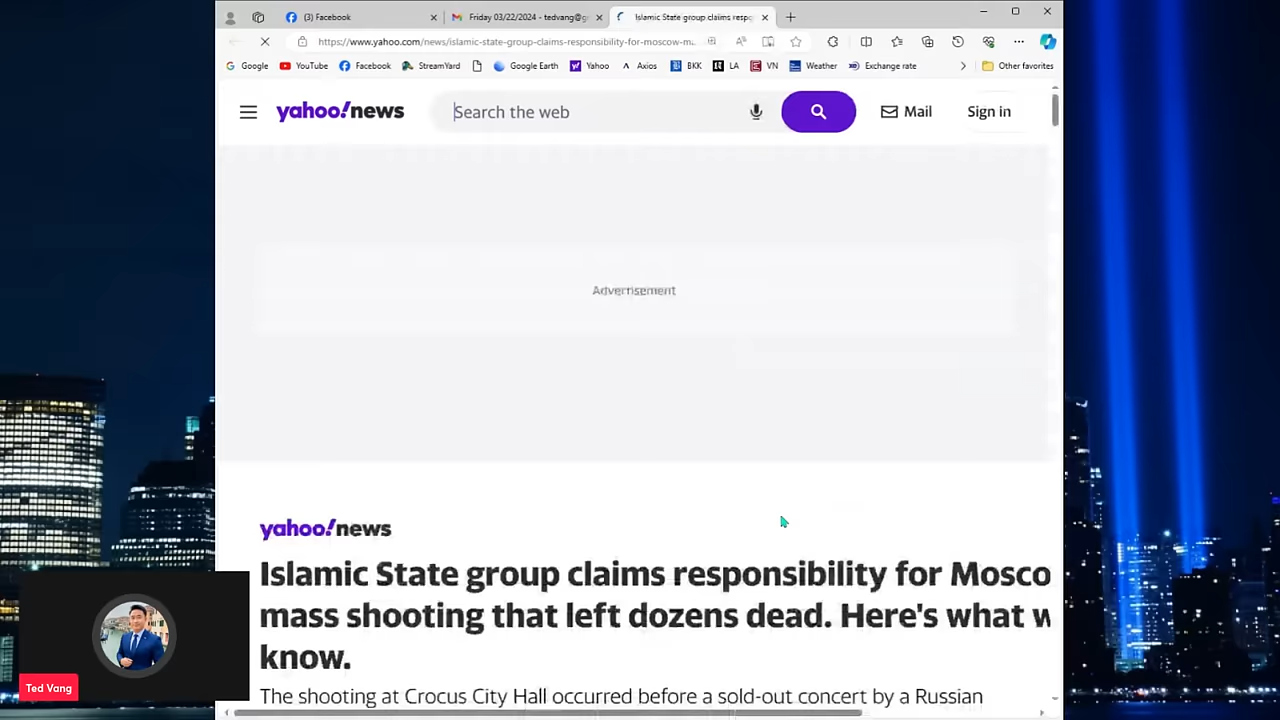 (3) Facebook
Friday 03/22/2024 - tedvang@g
Islamic State group claims resp
https://www.yahoo.com/news/islamic-state-group-claims-responsibility-for-moscow-m...
Google
YouTube
Facebook
StreamYard
Google Earth
Yahoo
Axios
BKK
LA
VN
Weather
Exchange rate
Other favorites
yahoo!news
Search the web
Mail
Sign in
Advertisement
yahoo!news
Islamic State group claims responsibility for Mosco
mass shooting that left dozens dead. Here's what w
know.
The shooting at Crocus City Hall occurred before a sold-out concert by a Russian
Ted Vang